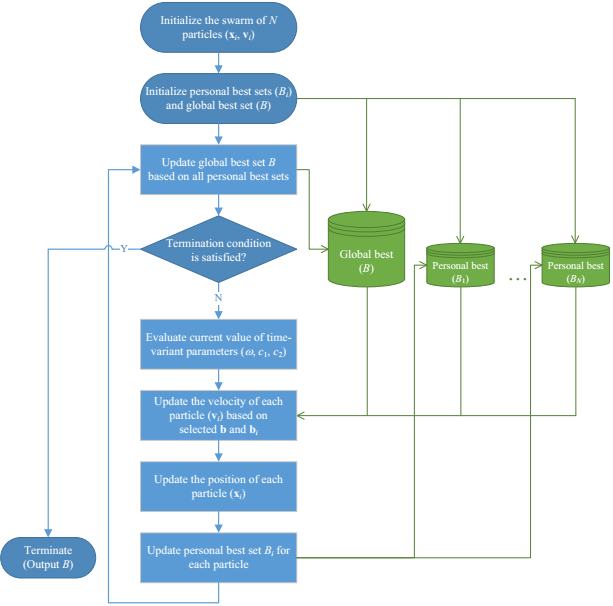 Initialize the swarm of N
particles (xᵢ, vᵢ)
Initialize personal best sets (Bᵢ)
and global best set (B)
Update global best set B
based on all personal best sets
Termination condition
is satisfied?
Y
N
Global best
(B)
Personal best
(B₁)
...
Personal best
(B_N)
Evaluate current value of time-
variant parameters (ω, c₁, c₂)
Update the velocity of each
particle (vᵢ) based on
selected b and bᵢ
Update the position of each
particle (xᵢ)
Update personal best set Bᵢ for
each particle
Terminate
(Output B)